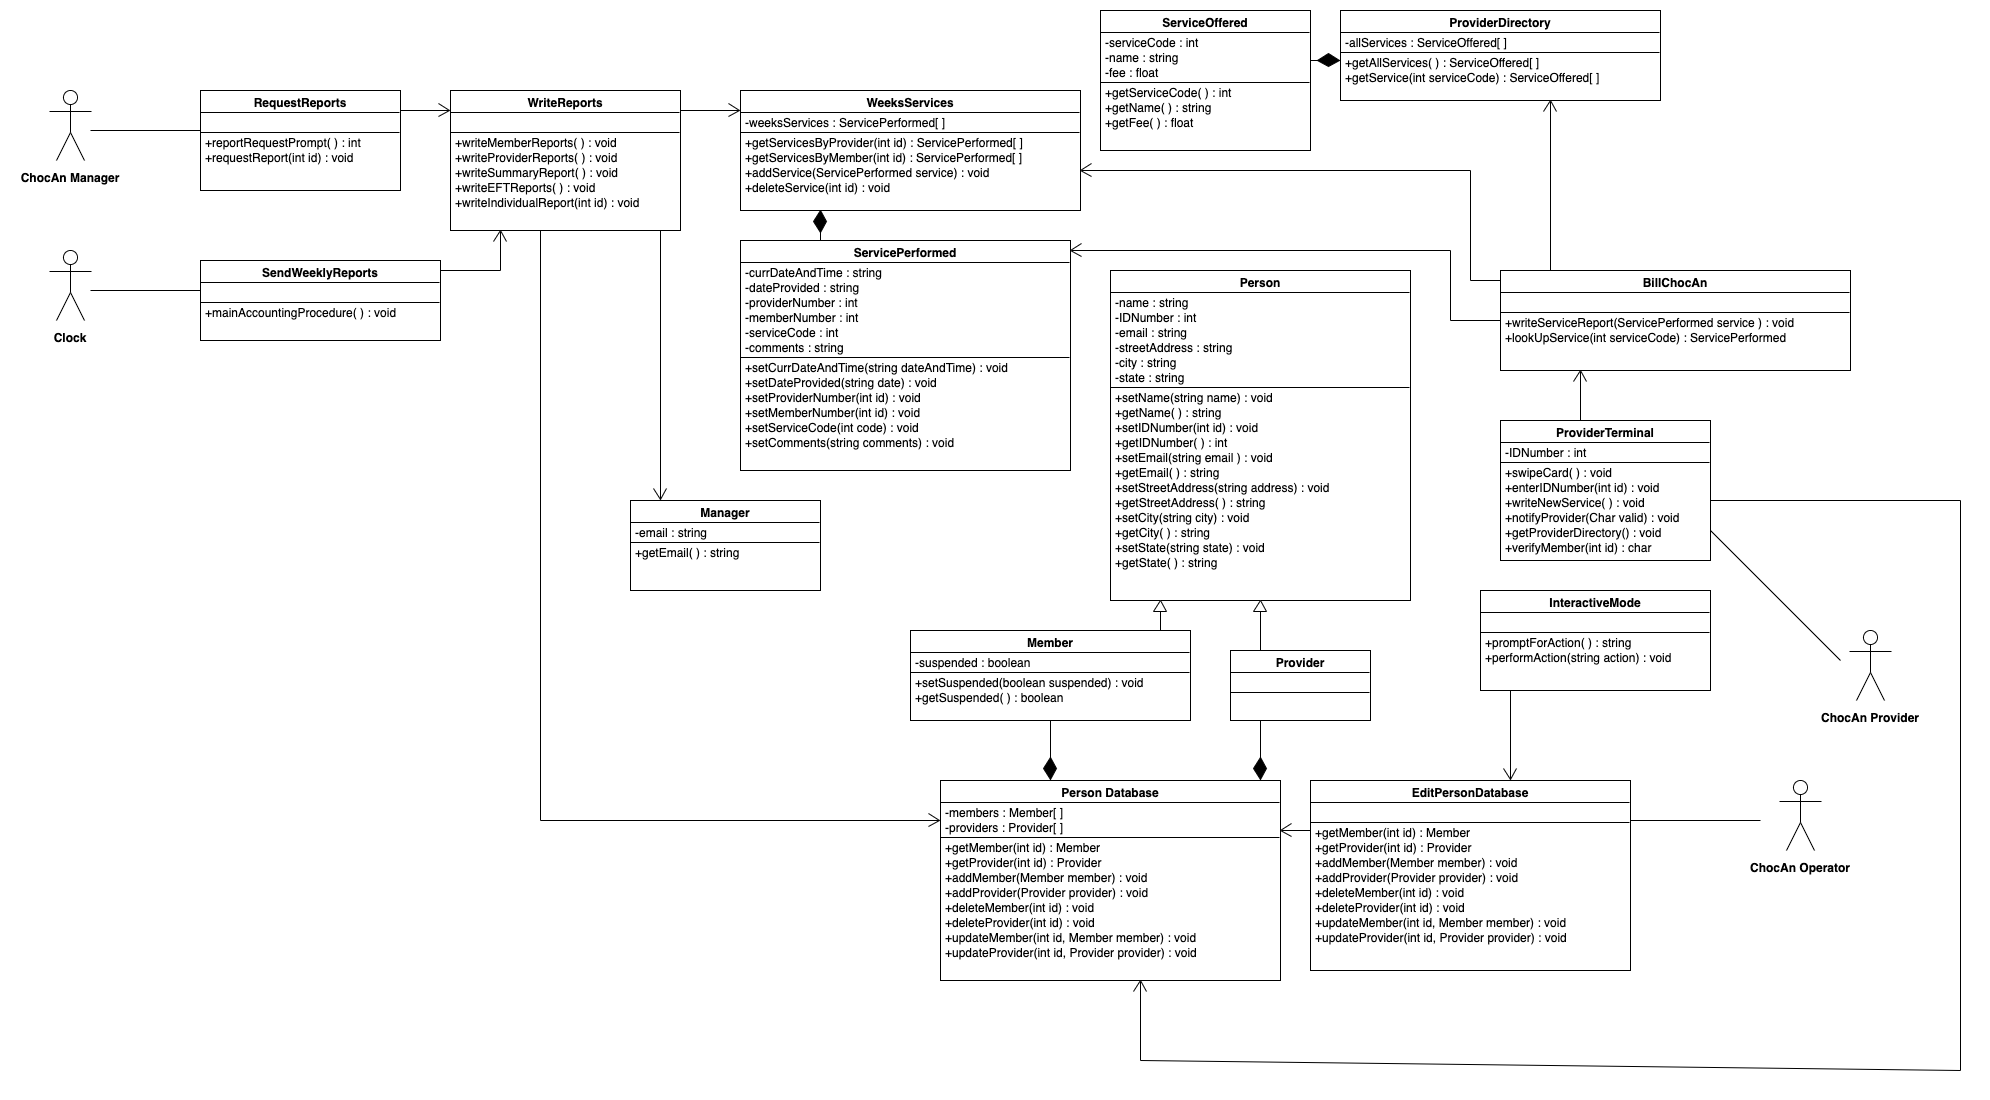 ServiceOffered
-serviceCode : int
-name : string
-fee : float
+getServiceCode( ) : int
+getName( ) : string
+getFee( ) : float
ProviderDirectory
-allServices : ServiceOffered[ ]
+getAllServices( ) : ServiceOffered[ ]
+getService(int serviceCode) : ServiceOffered[ ]
ChocAn Manager
RequestReports
+reportRequestPrompt( ) : int
+requestReport(int id) : void
WriteReports
+writeMemberReports( ) : void
+writeProviderReports( ) : void
+writeSummaryReport( ) : void
+writeEFTReports( ) : void
+writeIndividualReport(int id) : void
WeeksServices
-weeksServices : ServicePerformed[ ]
+getServicesByProvider(int id) : ServicePerformed[ ]
+getServicesByMember(int id) : ServicePerformed[ ]
+addService(ServicePerformed service) : void
+deleteService(int id) : void
Clock
SendWeeklyReports
+mainAccountingProcedure( ) : void
ServicePerformed
-currDateAndTime : string
-dateProvided : string
-providerNumber : int
-memberNumber : int
-serviceCode : int
-comments : string
+setCurrDateAndTime(string dateAndTime) : void
+setDateProvided(string date) : void
+setProviderNumber(int id) : void
+setMemberNumber(int id) : void
+setServiceCode(int code) : void
+setComments(string comments) : void
Person
-name : string
-IDNumber : int
-email : string
-streetAddress : string
-city : string
-state : string
+setName(string name) : void
+getName( ) : string
+setIDNumber(int id) : void
+getIDNumber( ) : int
+setEmail(string email ) : void
+getEmail( ) : string
+setStreetAddress(string address) : void
+getStreetAddress( ) : string
+setCity(string city) : void
+getCity( ) : string
+setState(string state) : void
+getState( ) : string
BillChocAn
+writeServiceReport(ServicePerformed service ) : void
+lookUpService(int serviceCode) : ServicePerformed
ProviderTerminal
-IDNumber : int
+swipeCard( ) : void
+enterIDNumber(int id) : void
+writeNewService( ) : void
+notifyProvider(Char valid) : void
+getProviderDirectory() : void
+verifyMember(int id) : char
Manager
-email : string
+getEmail( ) : string
InteractiveMode
+promptForAction( ) : string
+performAction(string action) : void
Member
-suspended : boolean
+setSuspended(boolean suspended) : void
+getSuspended( ) : boolean
Provider
ChocAn Provider
Person Database
-members : Member[ ]
-providers : Provider[ ]
+getMember(int id) : Member
+getProvider(int id) : Provider
+addMember(Member member) : void
+addProvider(Provider provider) : void
+deleteMember(int id) : void
+deleteProvider(int id) : void
+updateMember(int id, Member member) : void
+updateProvider(int id, Provider provider) : void
EditPersonDatabase
+getMember(int id) : Member
+getProvider(int id) : Provider
+addMember(Member member) : void
+addProvider(Provider provider) : void
+deleteMember(int id) : void
+deleteProvider(int id) : void
+updateMember(int id, Member member) : void
+updateProvider(int id, Provider provider) : void
ChocAn Operator